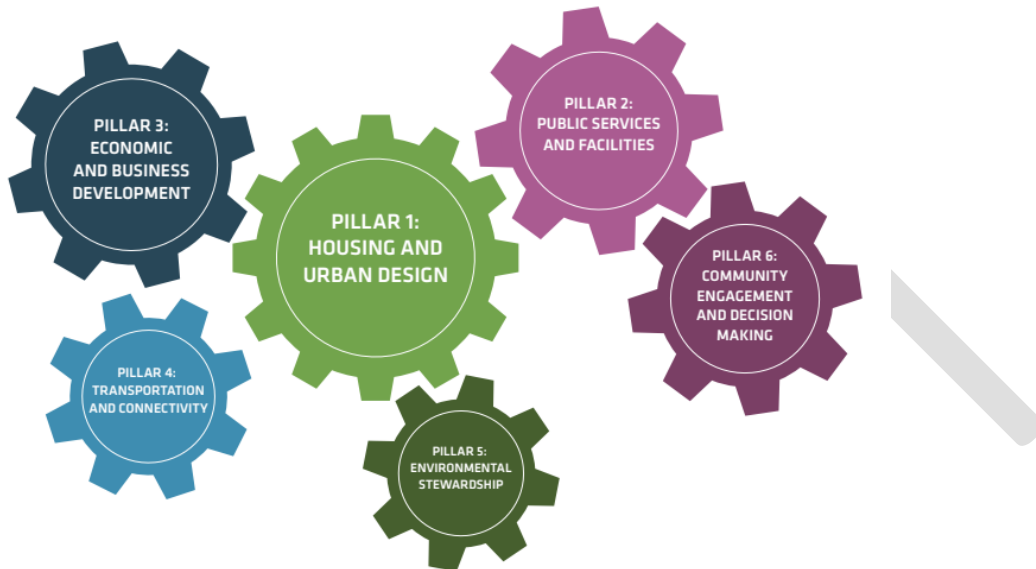 PILLAR 3:
ECONOMIC
AND BUSINESS
DEVELOPMENT
PILLAR 1:
HOUSING AND
URBAN DESIGN
PILLAR 2:
PUBLIC SERVICES
AND FACILITIES
PILLAR 6:
COMMUNITY
ENGAGEMENT
AND DECISION
MAKING
PILLAR 4:
TRANSPORTATION
AND CONNECTIVITY
PILLAR 5:
ENVIRONMENTAL
STEWARDSHIP